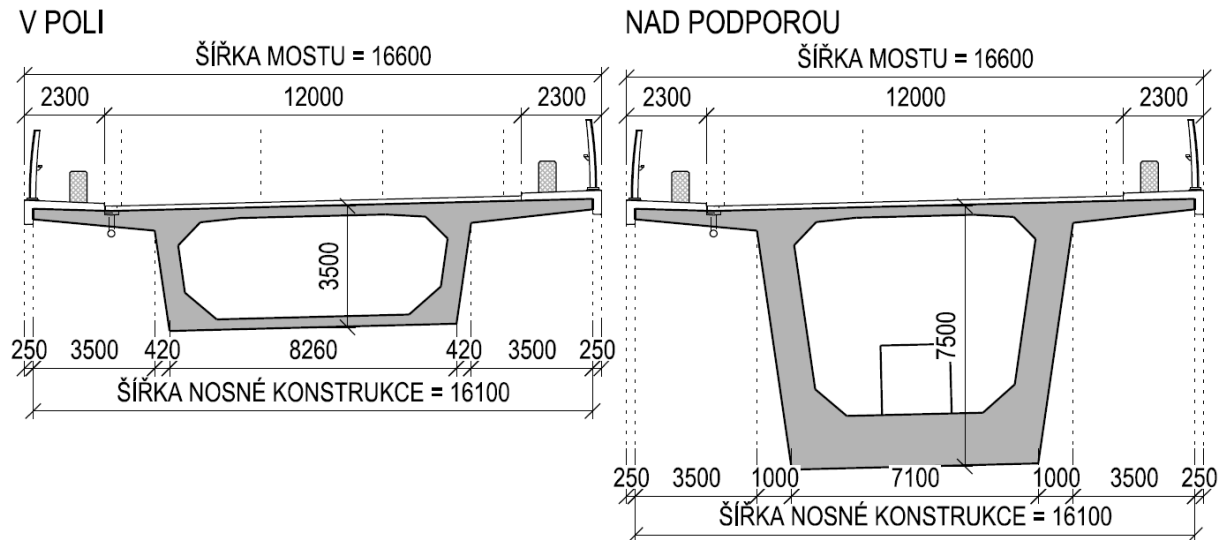 V POLI
ŠÍŘKA MOSTU = 16600
2300 12000 2300
3500
250 3500 420 8260 420 3500 250
ŠÍŘKA NOSNÉ KONSTRUKCE = 16100
NAD PODPOROU
ŠÍŘKA MOSTU = 16600
2300 12000 2300
7500
250 3500 1000 7100 1000 3500 250
ŠÍŘKA NOSNÉ KONSTRUKCE = 16100